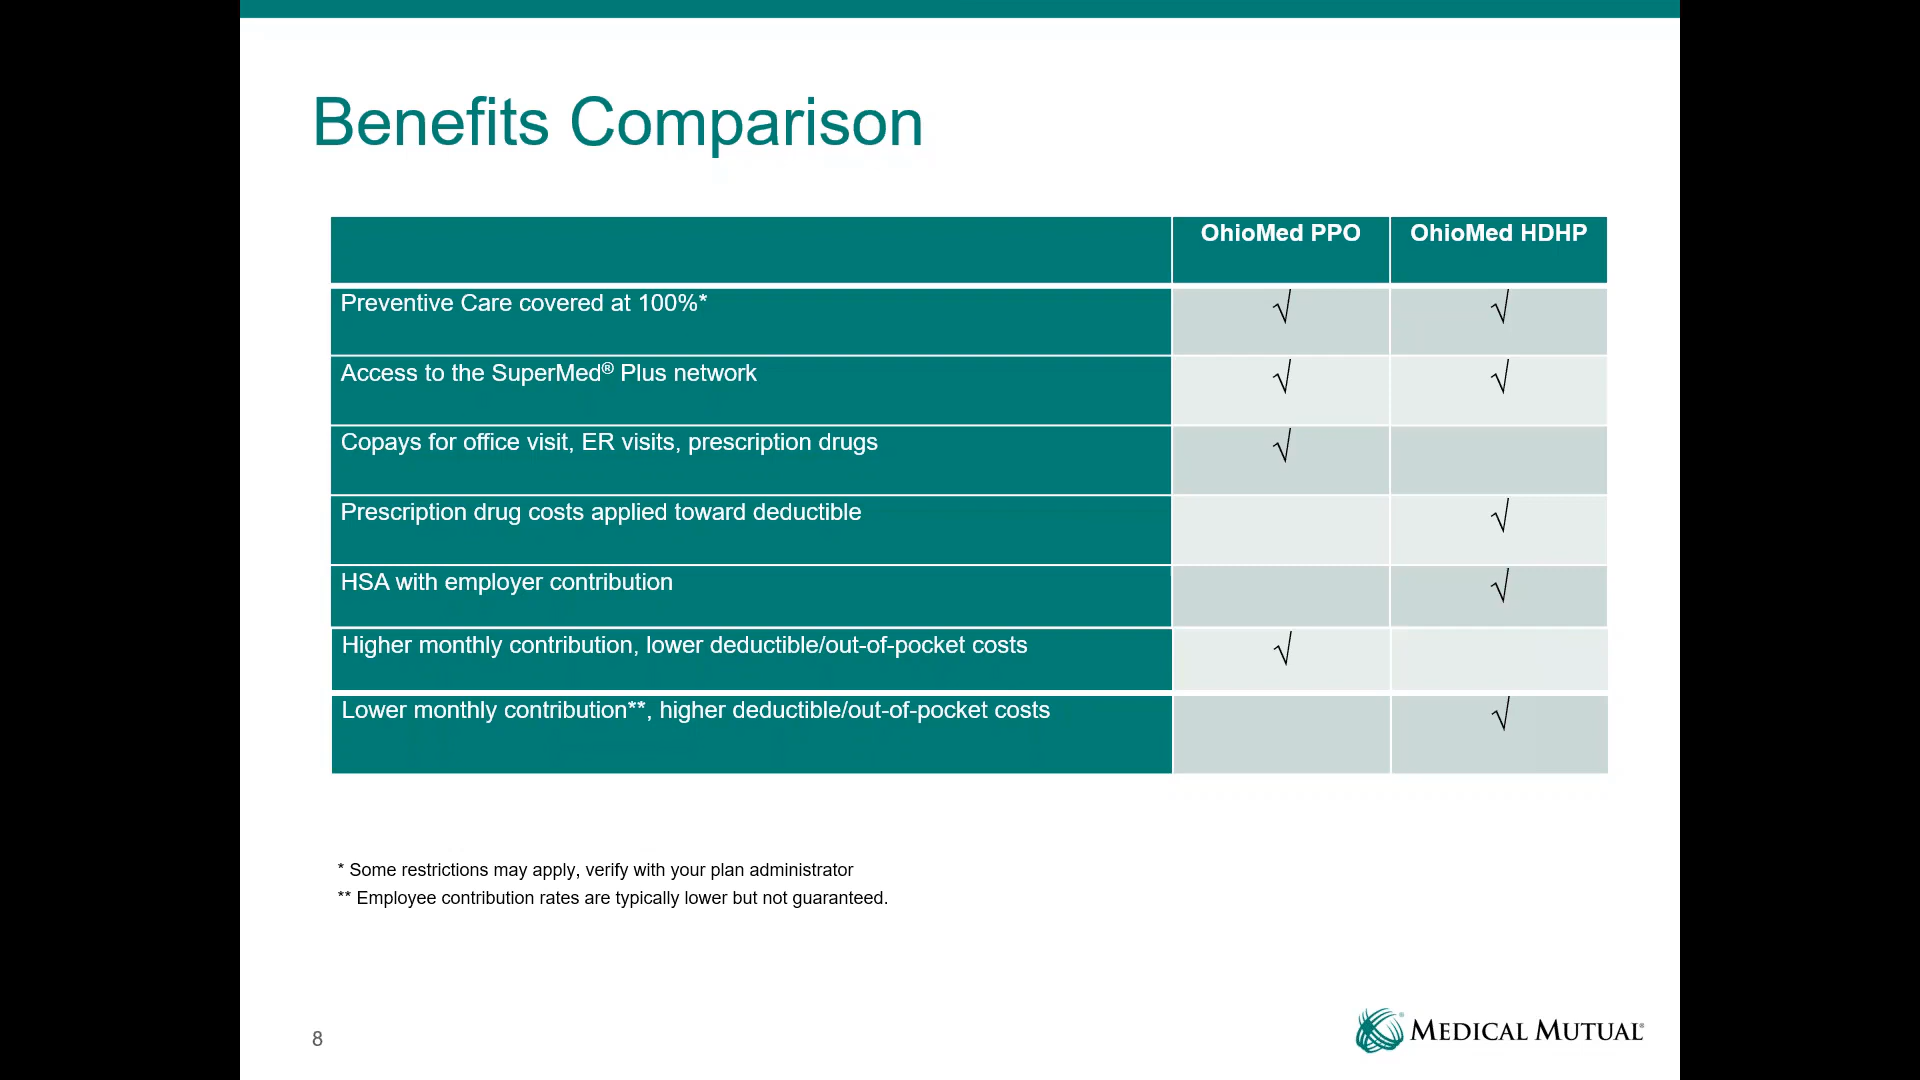 Benefits Comparison
OhioMed PPO OhioMed HDHP
Preventive Care covered at 100%* √ √
Access to the SuperMed® Plus network √ √
Copays for office visit, ER visits, prescription drugs √
Prescription drug costs applied toward deductible √
HSA with employer contribution √
Higher monthly contribution, lower deductible/out-of-pocket costs √
Lower monthly contribution**, higher deductible/out-of-pocket costs √
* Some restrictions may apply, verify with your plan administrator
** Employee contribution rates are typically lower but not guaranteed.
8
® MEDICAL MUTUAL®